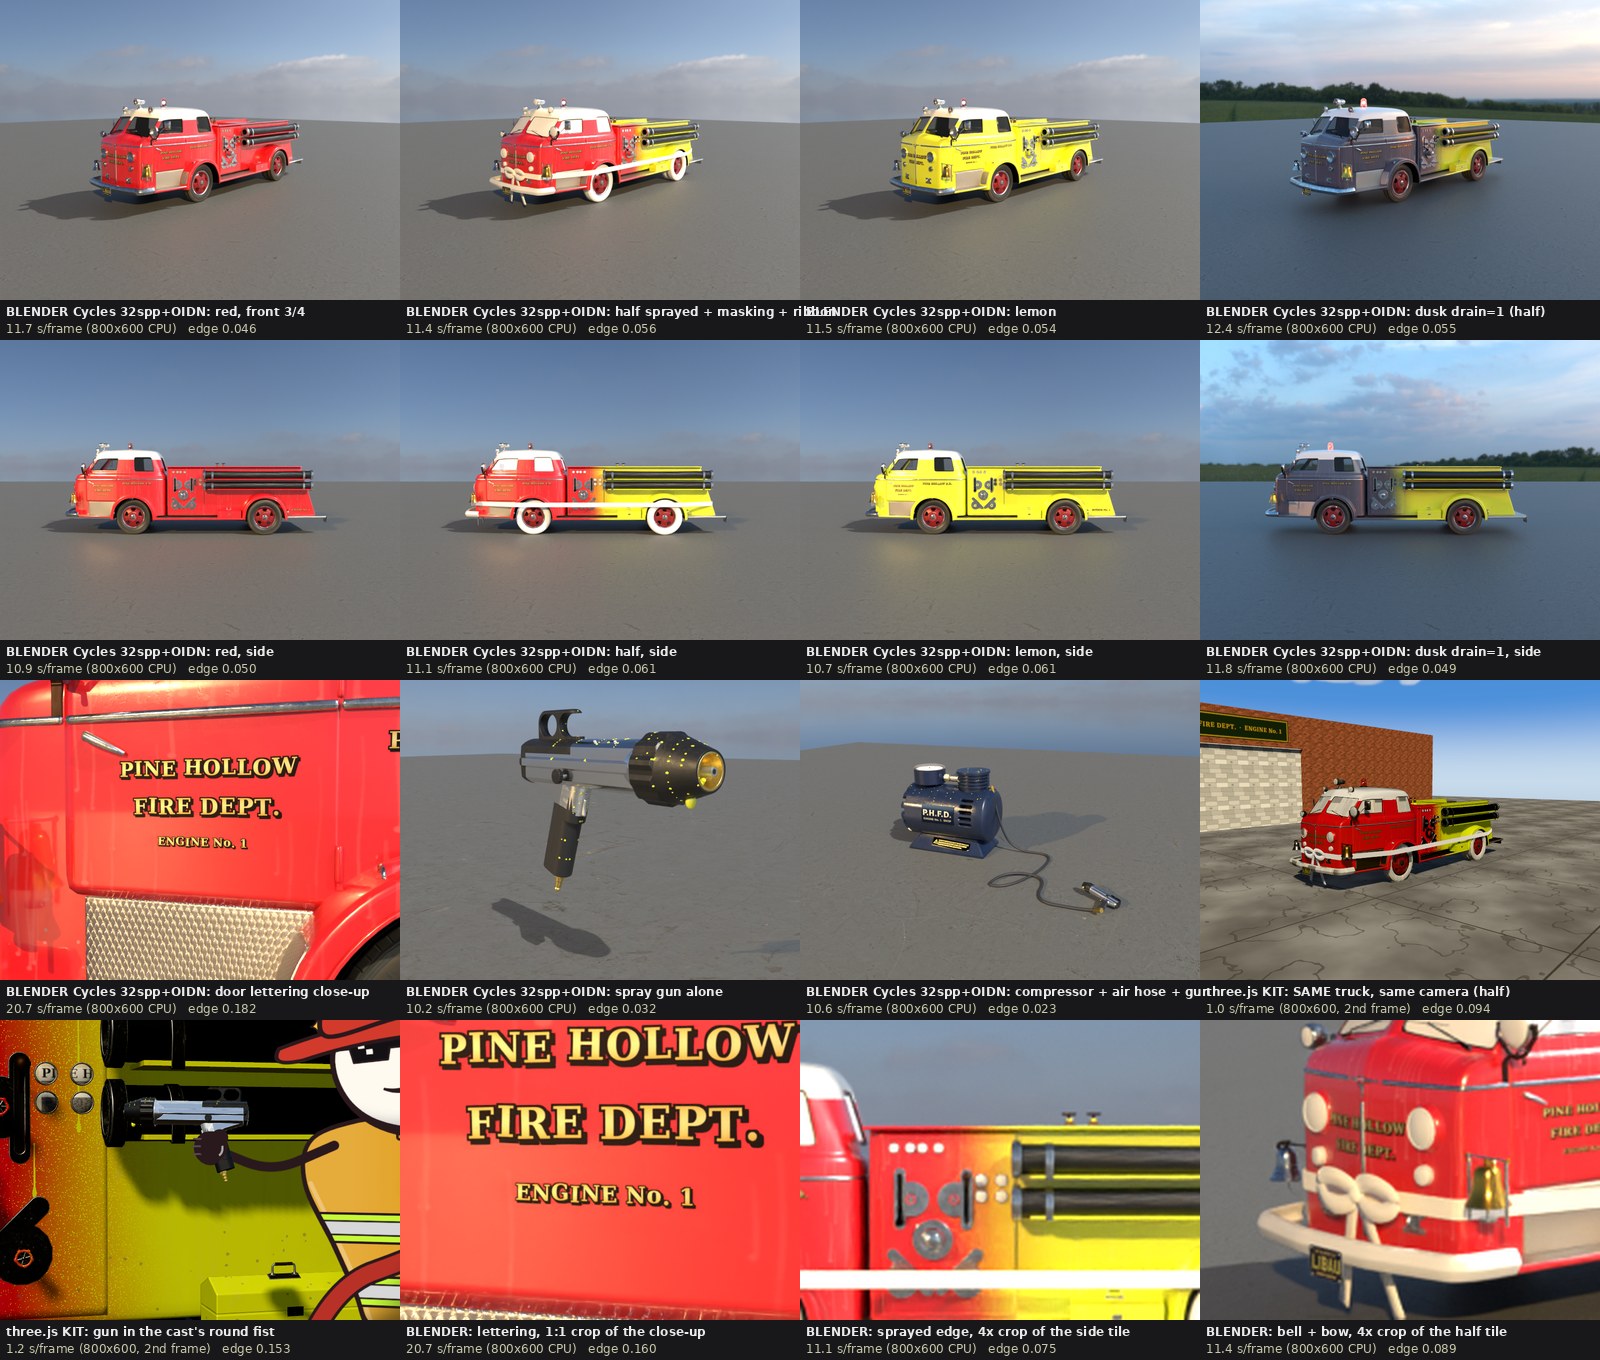 BLENDER Cycles 32spp+OIDN: red, front 3/4
11.7 s/frame (800x600 CPU) edge 0.046
BLENDER Cycles 32spp+OIDN: half sprayed + masking +
11.4 s/frame (800x600 CPU) edge 0.056
BLENDER Cycles 32spp+OIDN: lemon
11.5 s/frame (800x600 CPU) edge 0.054
BLENDER Cycles 32spp+OIDN: dusk drain=1 (half)
12.4 s/frame (800x600 CPU) edge 0.055
BLENDER Cycles 32spp+OIDN: red, side
10.9 s/frame (800x600 CPU) edge 0.050
BLENDER Cycles 32spp+OIDN: half, side
11.1 s/frame (800x600 CPU) edge 0.061
BLENDER Cycles 32spp+OIDN: lemon, side
10.7 s/frame (800x600 CPU) edge 0.061
BLENDER Cycles 32spp+OIDN: dusk drain=1, side
11.8 s/frame (800x600 CPU) edge 0.049
PINE HOLLOW
FIRE DEPT.
ENGINE No. 1
P.H.F.D.
FIRE DEPT. · ENGINE No. 1
BLENDER Cycles 32spp+OIDN: door lettering close-up
20.7 s/frame (800x600 CPU) edge 0.182
BLENDER Cycles 32spp+OIDN: spray gun alone
10.2 s/frame (800x600 CPU) edge 0.032
BLENDER Cycles 32spp+OIDN: compressor + air hose + gun
10.6 s/frame (800x600 CPU) edge 0.023
three.js KIT: SAME truck, same camera (half)
1.0 s/frame (800x600, 2nd frame) edge 0.094
PINE HOLLOW
FIRE DEPT.
ENGINE No. 1
PINE HOLLOW
FIRE DEPT.
three.js KIT: gun in the cast's round fist
1.2 s/frame (800x600, 2nd frame) edge 0.153
BLENDER: lettering, 1:1 crop of the close-up
20.7 s/frame (800x600 CPU) edge 0.160
BLENDER: sprayed edge, 4x crop of the side tile
11.1 s/frame (800x600 CPU) edge 0.075
BLENDER: bell + bow, 4x crop of the half tile
11.4 s/frame (800x600 CPU) edge 0.089